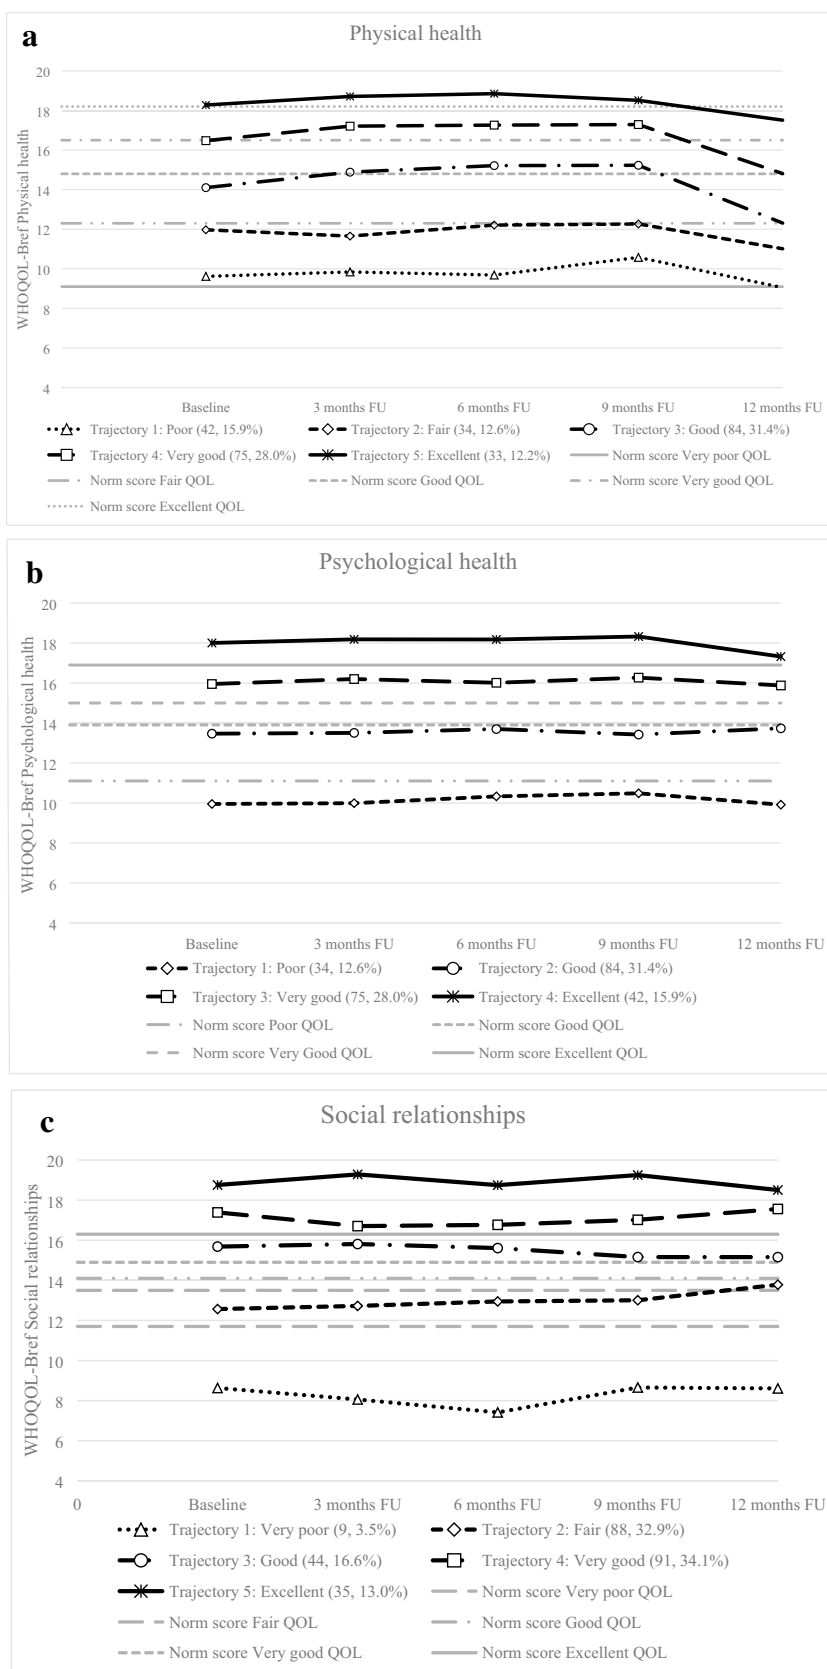 a
Physical health
WHOQOL-Bref Physical health
20
18
16
14
12
10
8
6
4
Baseline 3 months FU 6 months FU 9 months FU 12 months FU
Trajectory 1: Poor (42, 15.9%) Trajectory 2: Fair (34, 12.6%) Trajectory 3: Good (84, 31.4%)
Trajectory 4: Very good (75, 28.0%) Trajectory 5: Excellent (33, 12.2%) Norm score Very poor QOL
Norm score Fair QOL Norm score Good QOL Norm score Very good QOL
Norm score Excellent QOL
b
Psychological health
WHOQOL-Bref Psychological health
20
18
16
14
12
10
8
6
4
Baseline 3 months FU 6 months FU 9 months FU 12 months FU
Trajectory 1: Poor (34, 12.6%) Trajectory 2: Good (84, 31.4%)
Trajectory 3: Very good (75, 28.0%) Trajectory 4: Excellent (42, 15.9%)
Norm score Poor QOL Norm score Good QOL
Norm score Very Good QOL Norm score Excellent QOL
c
Social relationships
WHOQOL-Bref Social relationships
20
18
16
14
12
10
8
6
4
0 Baseline 3 months FU 6 months FU 9 months FU 12 months FU
Trajectory 1: Very poor (9, 3.5%) Trajectory 2: Fair (88, 32.9%)
Trajectory 3: Good (44, 16.6%) Trajectory 4: Very good (91, 34.1%)
Trajectory 5: Excellent (35, 13.0%) Norm score Very poor QOL
Norm score Fair QOL Norm score Good QOL
Norm score Very good QOL Norm score Excellent QOL